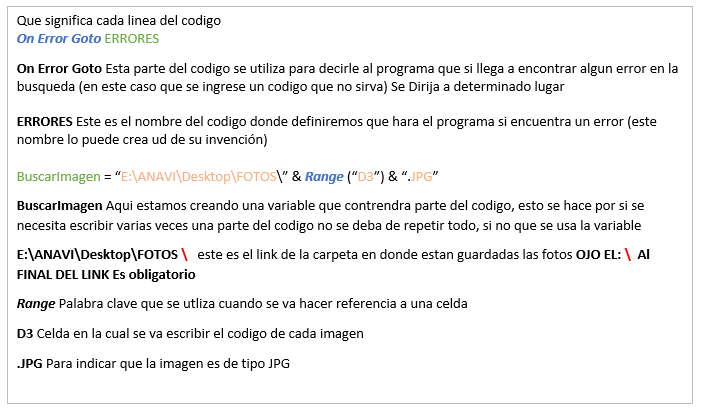 Que significa cada linea del codigo
On Error Goto ERRORES
On Error Goto Esta parte del codigo se utiliza para decirle al programa que si llega a encontrar algun error en la
busqueda (en este caso que se ingrese un codigo que no sirva) Se Dirija a determinado lugar
ERRORES Este es el nombre del codigo donde definiremos que hara el programa si encuentra un error (este
nombre lo puede crea ud de su invención)
BuscarImagen = “E:\ANAVI\Desktop\FOTOS\” & Range (“D3”) & “.JPG”
BuscarImagen Aqui estamos creando una variable que contrendra parte del codigo, esto se hace por si se
necesita escribir varias veces una parte del codigo no se deba de repetir todo, si no que se usa la variable
E:\ANAVI\Desktop\FOTOS \ este es el link de la carpeta en donde estan guardadas las fotos OJO EL: \ Al
FINAL DEL LINK Es obligatorio
Range Palabra clave que se utliza cuando se va hacer referencia a una celda
D3 Celda en la cual se va escribir el codigo de cada imagen
.JPG Para indicar que la imagen es de tipo JPG